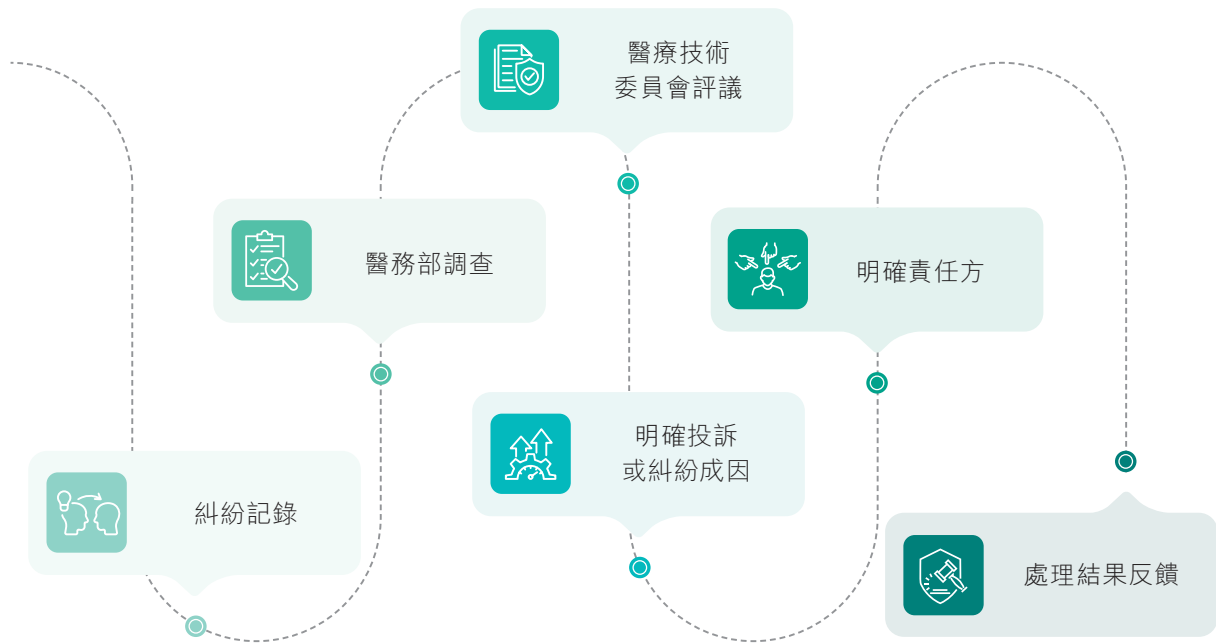 糾紛記錄
醫務部調查
醫療技術
委員會評議
明確投訴
或糾紛成因
明確責任方
處理結果反饋